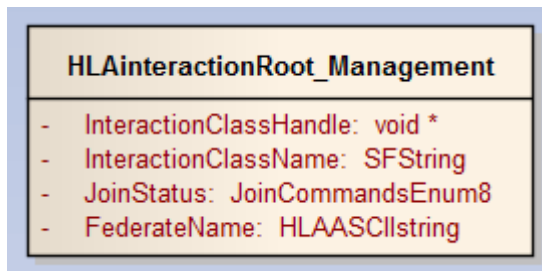 HLAinteractionRoot_Management
- InteractionClassHandle: void *
- InteractionClassName: SFString
- JoinStatus: JoinCommandsEnum8
- FederateName: HLAASCIIstring